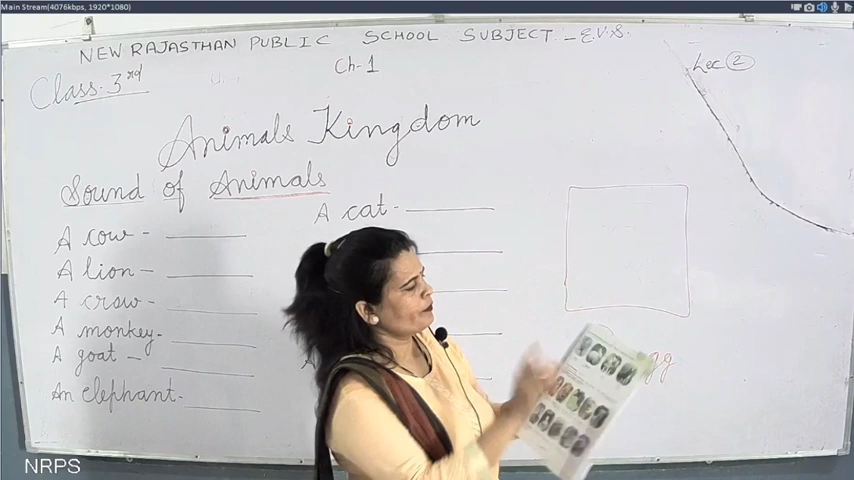 Main Stream(4076kbps, 1920*1080)
NEW RAJASTHAN PUBLIC SCHOOL SUBJECT - E.V.S.
Class- 3rd
Ch-1
Lec 2
Animals Kingdom
Sound of Animals
A cat-
A cow-
A lion-
A crow-
A monkey-
A goat-
An elephant-
NRPS